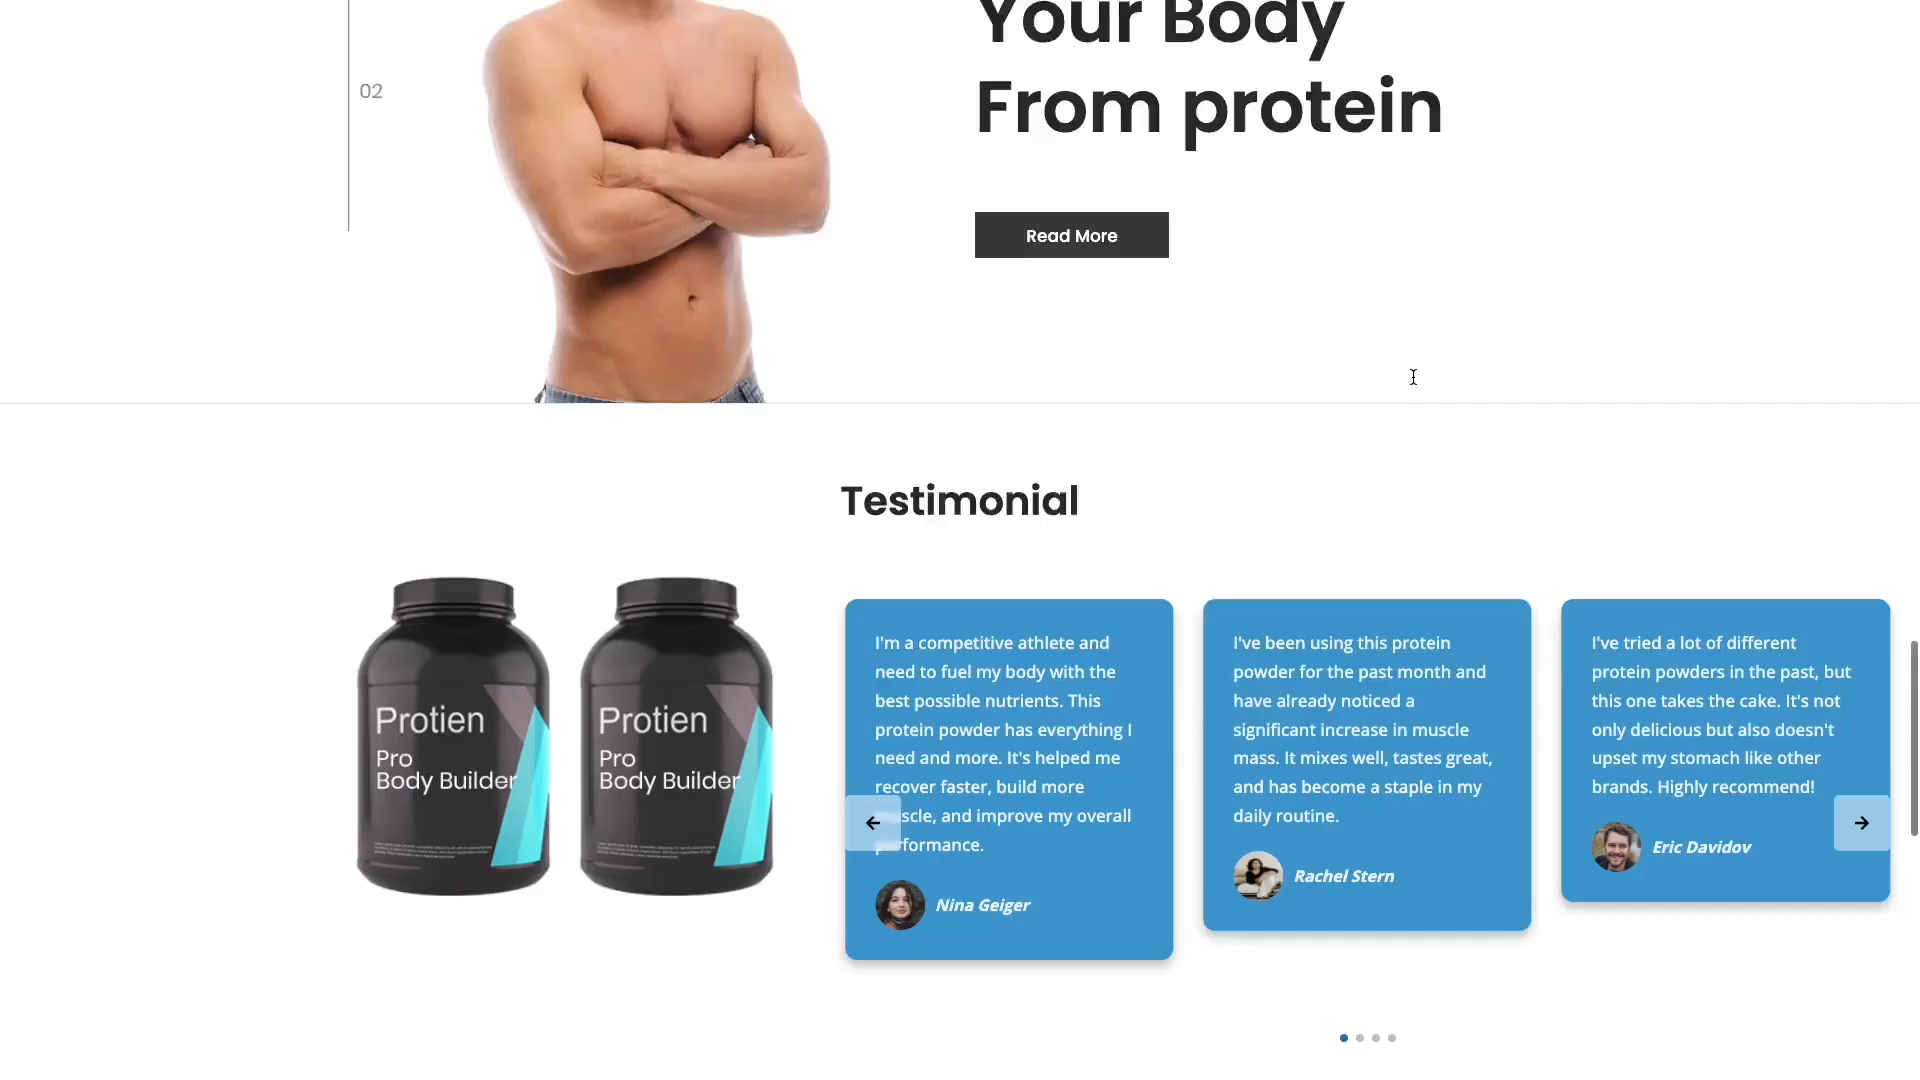 Your Body
From protein
02
Read More
Testimonial
Protien
Pro
Body Builder
Protien
Pro
Body Builder
I'm a competitive athlete and
need to fuel my body with the
best possible nutrients. This
protein powder has everything I
need and more. It's helped me
recover faster, build more
muscle, and improve my overall
performance.
Nina Geiger
I've been using this protein
powder for the past month and
have already noticed a
significant increase in muscle
mass. It mixes well, tastes great,
and has become a staple in my
daily routine.
Rachel Stern
I've tried a lot of different
protein powders in the past, but
this one takes the cake. It's not
only delicious but also doesn't
upset my stomach like other
brands. Highly recommend!
Eric Davidov